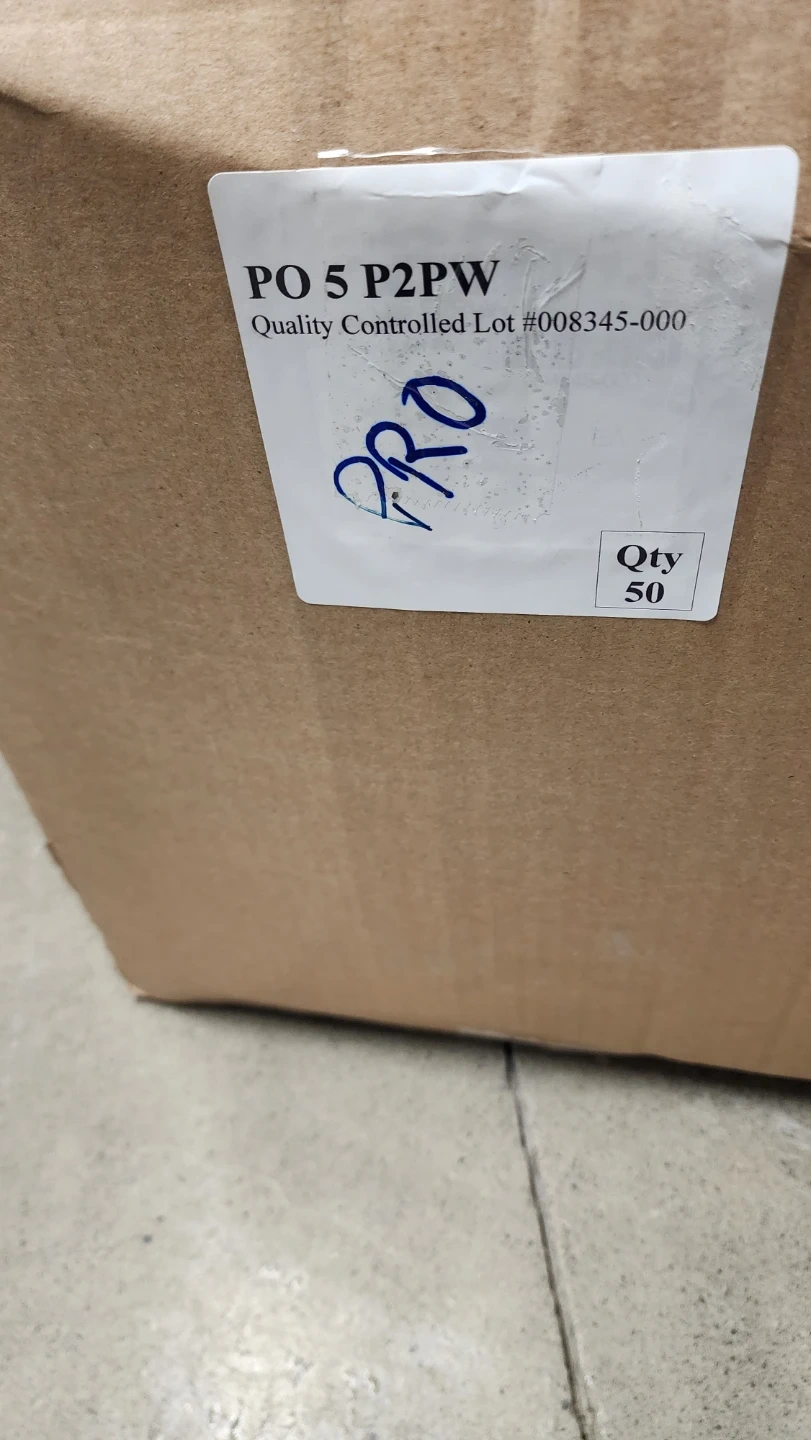 PO 5 P2PW
Quality Controlled Lot #008345-000
PRO
Qty
50